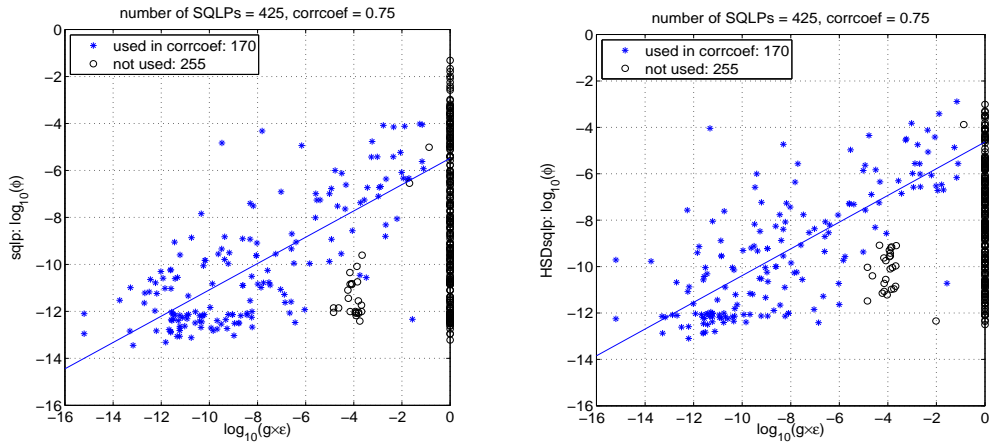 number of SQLPs = 425, corrcoef = 0.75
used in corrcoef: 170
not used: 255
0
−2
−4
−6
−8
−10
−12
−14
−16
sqlp: log10(ϕ)
−16 −14 −12 −10 −8 −6 −4 −2 0
log10(g×ε)
number of SQLPs = 425, corrcoef = 0.75
used in corrcoef: 170
not used: 255
0
−2
−4
−6
−8
−10
−12
−14
−16
HSDsqlp: log10(ϕ)
−16 −14 −12 −10 −8 −6 −4 −2 0
log10(g×ε)